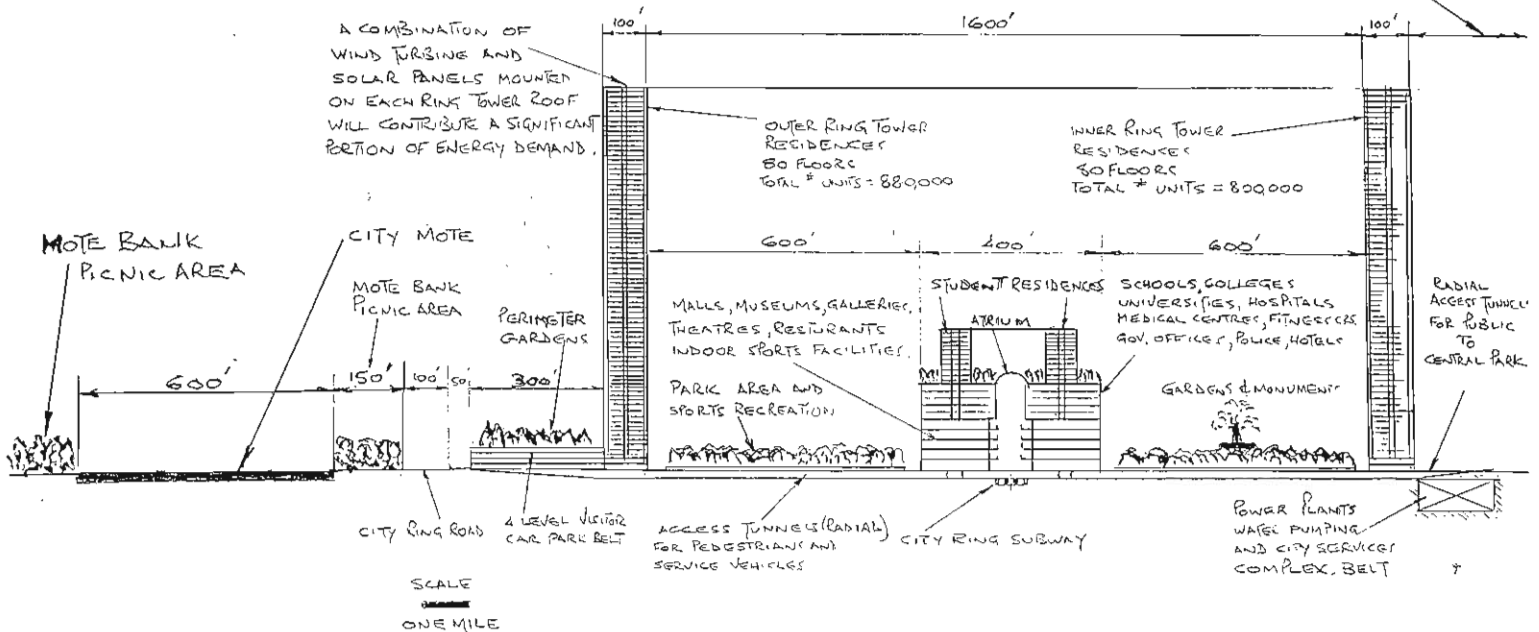 100'
1600'
100'
A COMBINATION OF
WIND TURBINE AND
SOLAR PANELS MOUNTED
ON EACH RING TOWER ROOF
WILL CONTRIBUTE A SIGNIFICANT
PORTION OF ENERGY DEMAND.
OUTER RING TOWER
RESIDENCES
80 FLOORS
TOTAL # UNITS = 880,000
INNER RING TOWER
RESIDENCES
80 FLOORS
TOTAL # UNITS = 800,000
MOTE BANK
PICNIC AREA
CITY MOTE
MOTE BANK
PICNIC AREA
PERIMETER
GARDENS
600'
150'
100'
50'
300'
600'
400'
600'
MALLS, MUSEUMS, GALLERIES,
THEATRES, RESTURANTS
INDOOR SPORTS FACILITIES.
PARK AREA AND
SPORTS RECREATION
STUDENT RESIDENCES
ATRIUM
SCHOOLS, COLLEGES
UNIVERSITIES, HOSPITALS
MEDICAL CENTRES, FITNESS CRS
GOV. OFFICES, POLICE, HOTELS
GARDENS & MONUMENTS
RADIAL
ACCESS TUNNELS
FOR PUBLIC
TO
CENTRAL PARK
CITY RING ROAD
4 LEVEL VISITOR
CAR PARK BELT
ACCESS TUNNELS (RADIAL)
FOR PEDESTRIANS AND
SERVICE VEHICLES
CITY RING SUBWAY
POWER PLANTS
WATER PUMPING
AND CITY SERVICES
COMPLEX. BELT
SCALE
ONE MILE